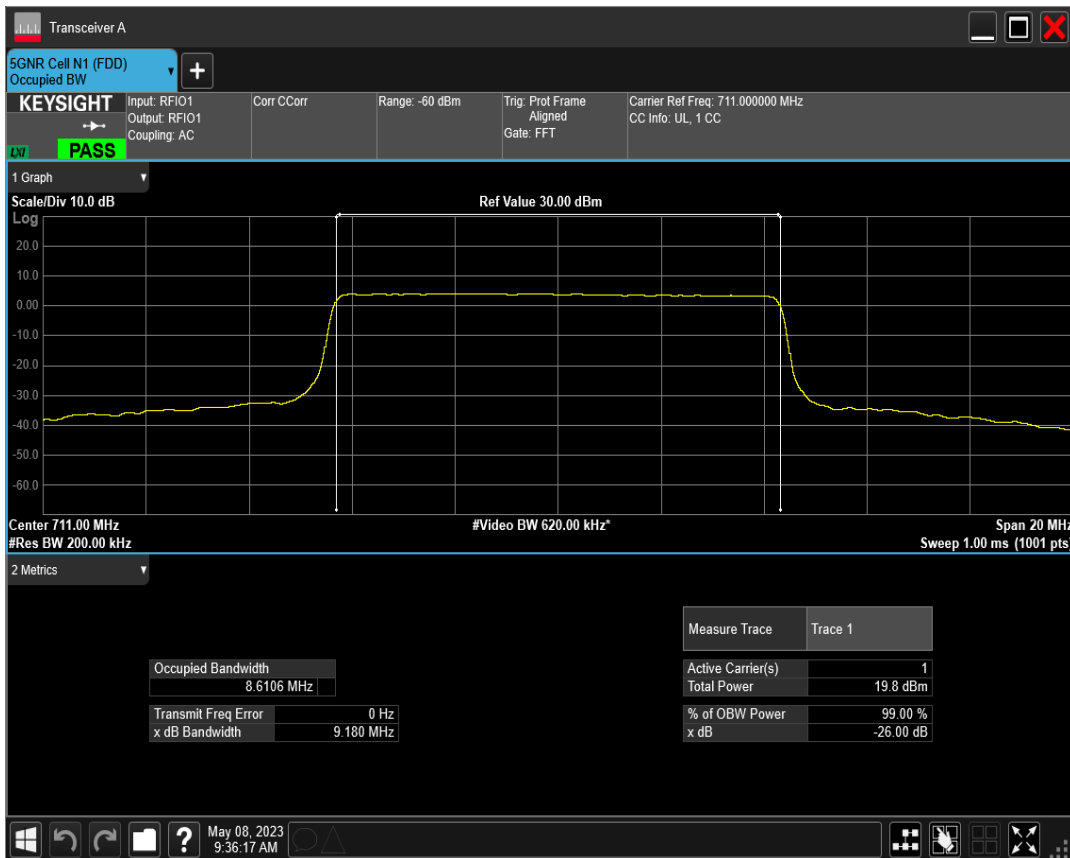 Transceiver A
5GNR Cell N1 (FDD)
Occupied BW
+
KEYSIGHT
LXI
PASS
Input: RFIO1
Output: RFIO1
Coupling: AC
Corr CCorr
Range: -60 dBm
Trig: Prot Frame
Aligned
Gate: FFT
Carrier Ref Freq: 711.000000 MHz
CC Info: UL, 1 CC
1 Graph
Scale/Div 10.0 dB
Ref Value 30.00 dBm
Log
20.0
10.0
0.00
-10.0
-20.0
-30.0
-40.0
-50.0
-60.0
Center 711.00 MHz
#Video BW 620.00 kHz*
Span 20 MHz
#Res BW 200.00 kHz
Sweep 1.00 ms (1001 pts)
2 Metrics
Measure Trace Trace 1
Occupied Bandwidth
8.6106 MHz
Active Carrier(s) 1
Total Power 19.8 dBm
Transmit Freq Error 0 Hz
x dB Bandwidth 9.180 MHz
% of OBW Power 99.00 %
x dB -26.00 dB
?
May 08, 2023
9:36:17 AM